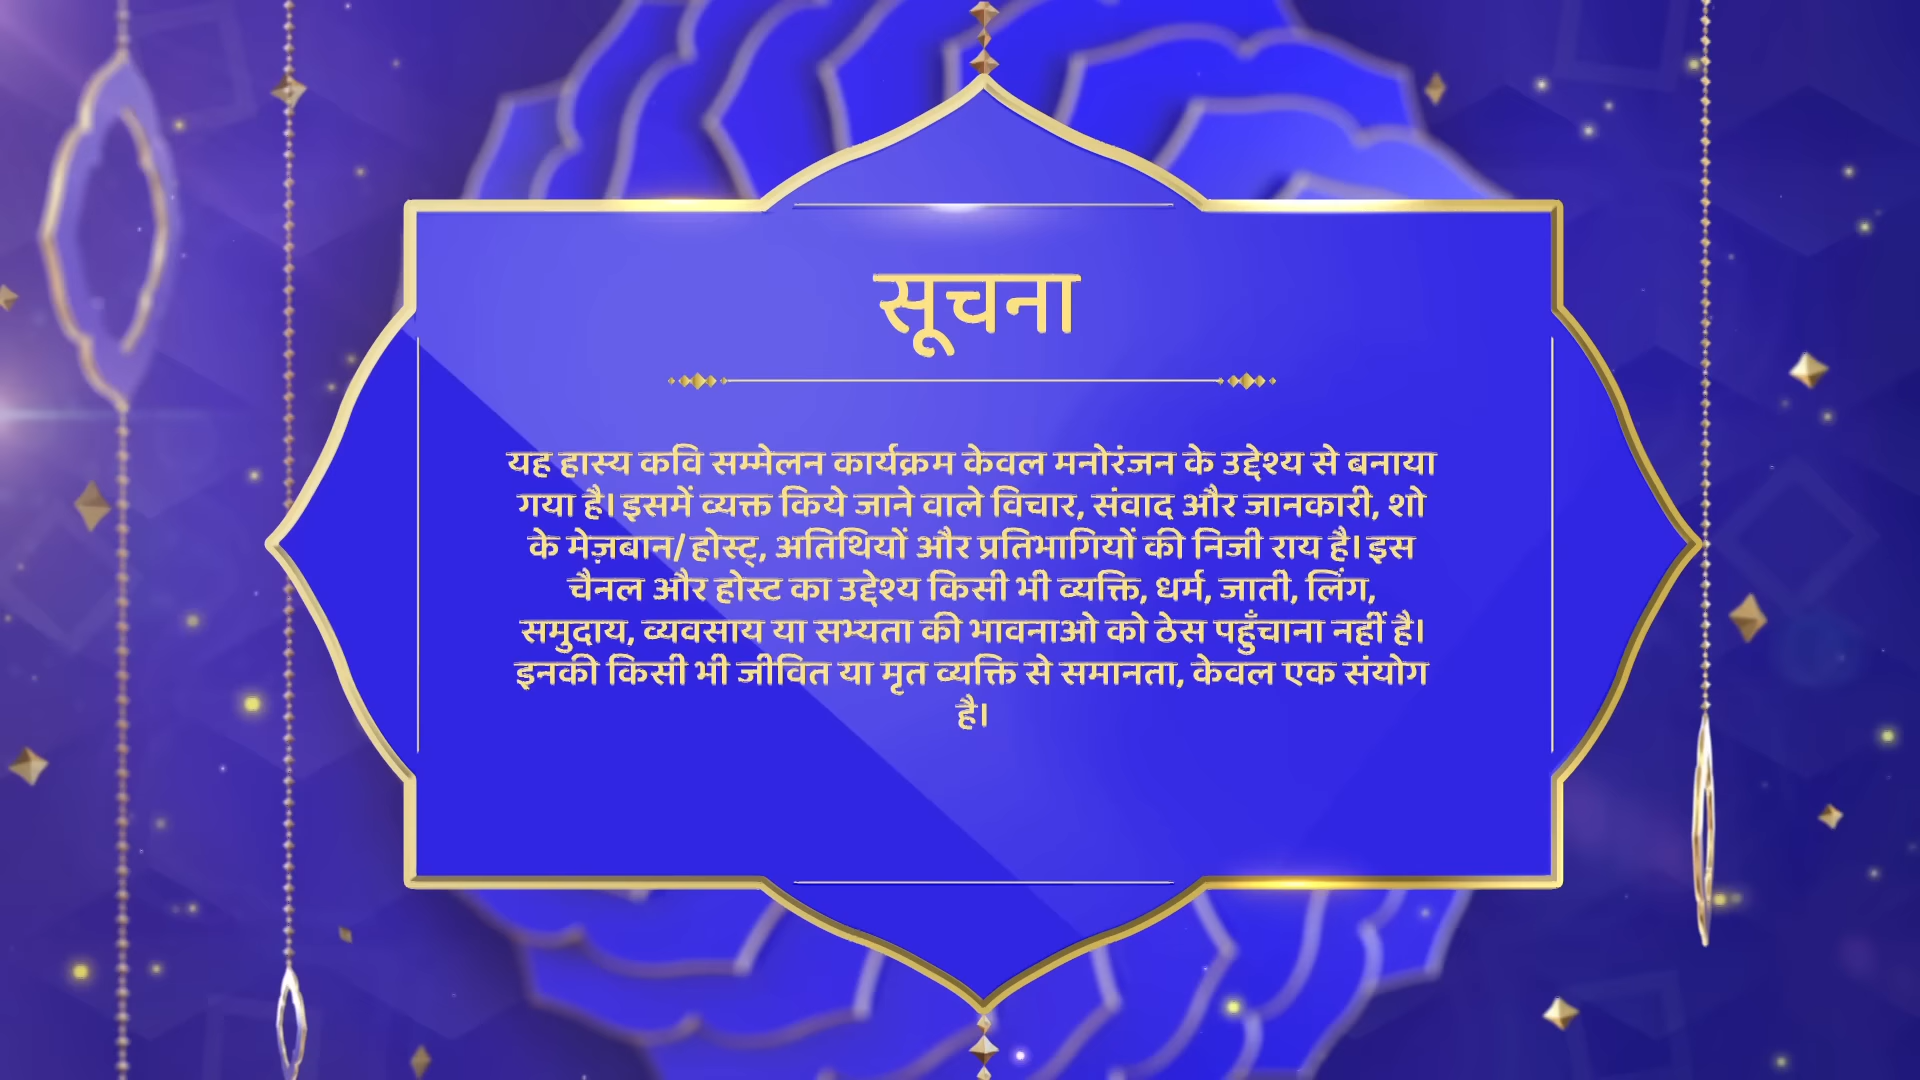 सूचना
यह हास्य कवि सम्मेलन कार्यक्रम केवल मनोरंजन के उद्देश्य से बनाया
गया है। इसमें व्यक्त किये जाने वाले विचार, संवाद और जानकारी, शो
के मेज़बान/ होस्ट्, अतिथियों और प्रतिभागियों की निजी राय है। इस
चैनल और होस्ट का उद्देश्य किसी भी व्यक्ति, धर्म, जाती, लिंग,
समुदाय, व्यवसाय या सभ्यता की भावनाओ को ठेस पहुँचाना नहीं है।
इनकी किसी भी जीवित या मृत व्यक्ति से समानता, केवल एक संयोग
है।